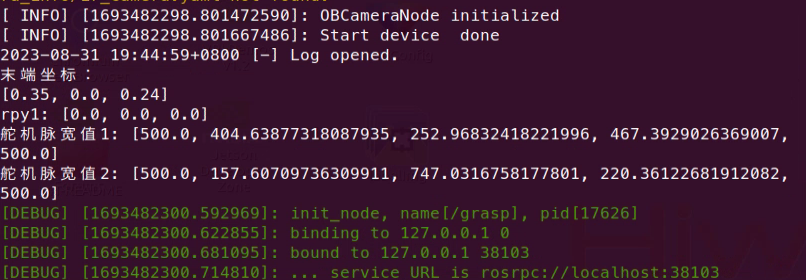 [ INFO] [1693482298.801472590]: OBCameraNode initialized
[ INFO] [1693482298.801667486]: Start device  done
2023-08-31 19:44:59+0800 [-] Log opened.
末端坐标：
[0.35, 0.0, 0.24]
rpy1: [0.0, 0.0, 0.0]
舵机脉宽值1: [500.0, 404.63877318087935, 252.96832418221996, 467.3929026369007,
500.0]
舵机脉宽值2: [500.0, 157.60709736309911, 747.0316758177801, 220.36122681912082,
500.0]
[DEBUG] [1693482300.592969]: init_node, name[/grasp], pid[17626]
[DEBUG] [1693482300.622855]: binding to 127.0.0.1 0
[DEBUG] [1693482300.681095]: bound to 127.0.0.1 38103
[DEBUG] [1693482300.714810]: ... service URL is rosrpc://localhost:38103